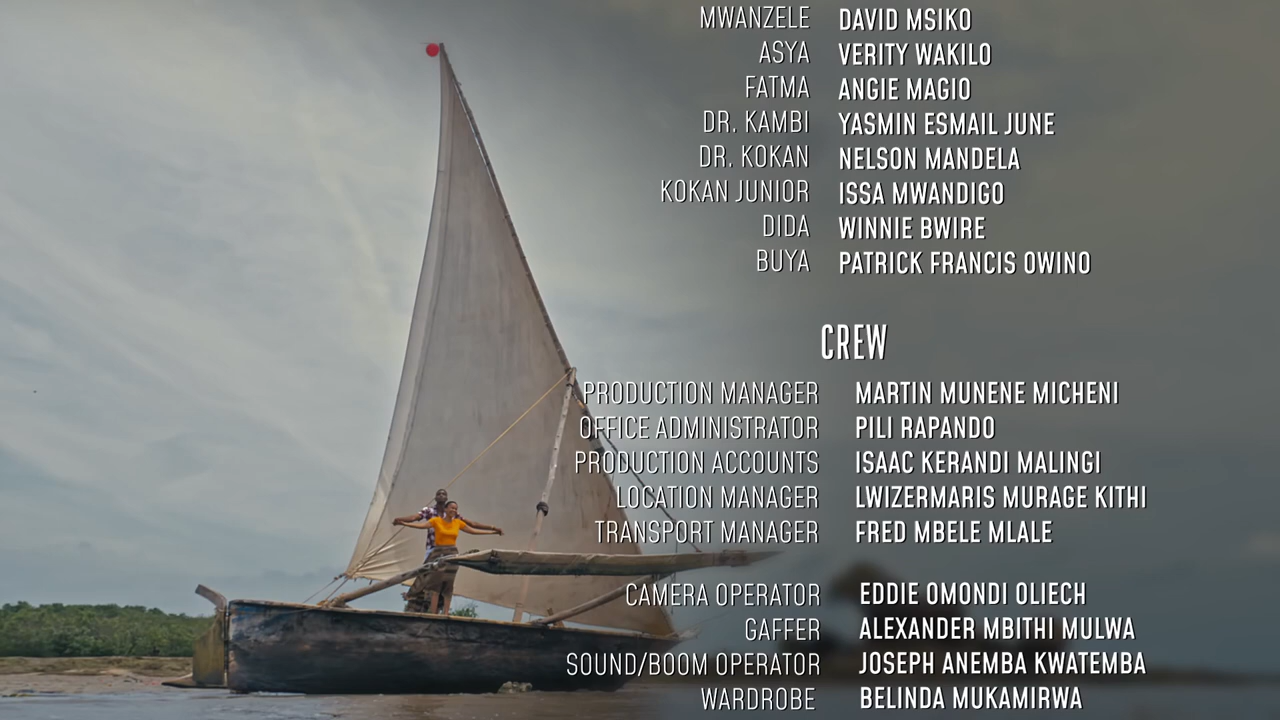 MWANZELE DAVID MSIKO
ASYA VERITY WAKILO
FATMA ANGIE MAGIO
DR. KAMBI YASMIN ESMAIL JUNE
DR. KOKAN NELSON MANDELA
KOKAN JUNIOR ISSA MWANDIGO
DIDA WINNIE BWIRE
BUYA PATRICK FRANCIS OWINO
CREW
PRODUCTION MANAGER MARTIN MUNENE MICHENI
OFFICE ADMINISTRATOR PILI RAPANDO
PRODUCTION ACCOUNTS ISAAC KERANDI MALINGI
LOCATION MANAGER LWIZERMARIS MURAGE KITHI
TRANSPORT MANAGER FRED MBELE MLALE
CAMERA OPERATOR EDDIE OMONDI OLIECH
GAFFER ALEXANDER MBITHI MULWA
SOUND/BOOM OPERATOR JOSEPH ANEMBA KWATEMBA
WARDROBE BELINDA MUKAMIRWA